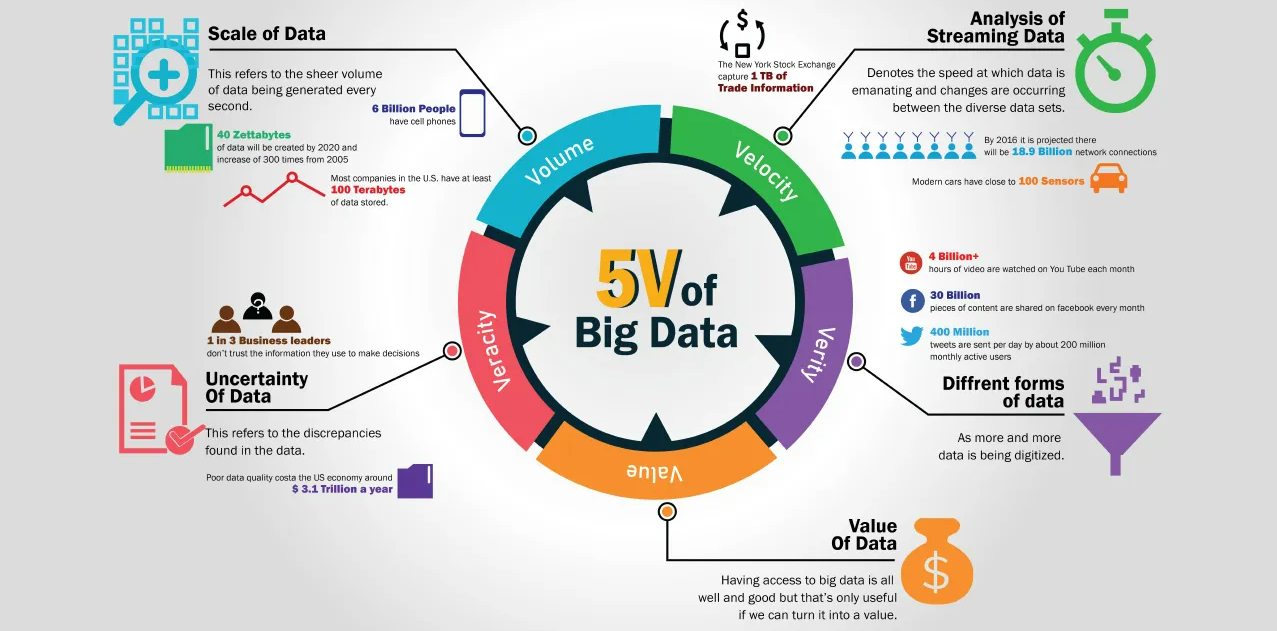 Scale of Data
This refers to the sheer volume
of data being generated every
second.
6 Billion People
have cell phones
40 Zettabytes
of data will be created by 2020 and
increase of 300 times from 2005
Most companies in the U.S. have at least
100 Terabytes
of data stored.
The New York Stock Exchange
capture 1 TB of
Trade Information
Analysis of
Streaming Data
Denotes the speed at which data is
emanating and changes are occurring
between the diverse data sets.
By 2016 it is projected there
will be 18.9 Billion network connections
Modern cars have close to 100 Sensors
Volume
Velocity
Verity
Value
Veracity
5V of
Big Data
You
Tube
4 Billion+
hours of video are watched on You Tube each month
f
30 Billion
pieces of content are shared on facebook every month
400 Million
tweets are sent per day by about 200 million
monthly active users
Diffrent forms
of data
As more and more
data is being digitized.
?
1 in 3 Business leaders
don't trust the information they use to make decisions
Uncertainty
Of Data
This refers to the discrepancies
found in the data.
Poor data quality costa the US economy around
$ 3.1 Trillion a year
Value
Of Data
Having access to big data is all
well and good but that's only useful
if we can turn it into a value.
$
$